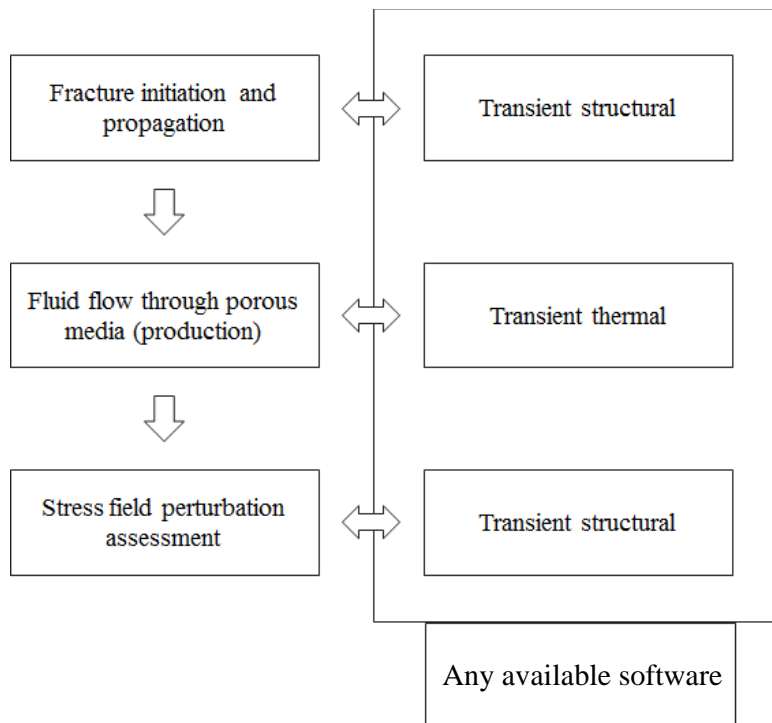 Fracture initiation and
propagation
Transient structural
Fluid flow through porous
media (production)
Transient thermal
Stress field perturbation
assessment
Transient structural
Any available software